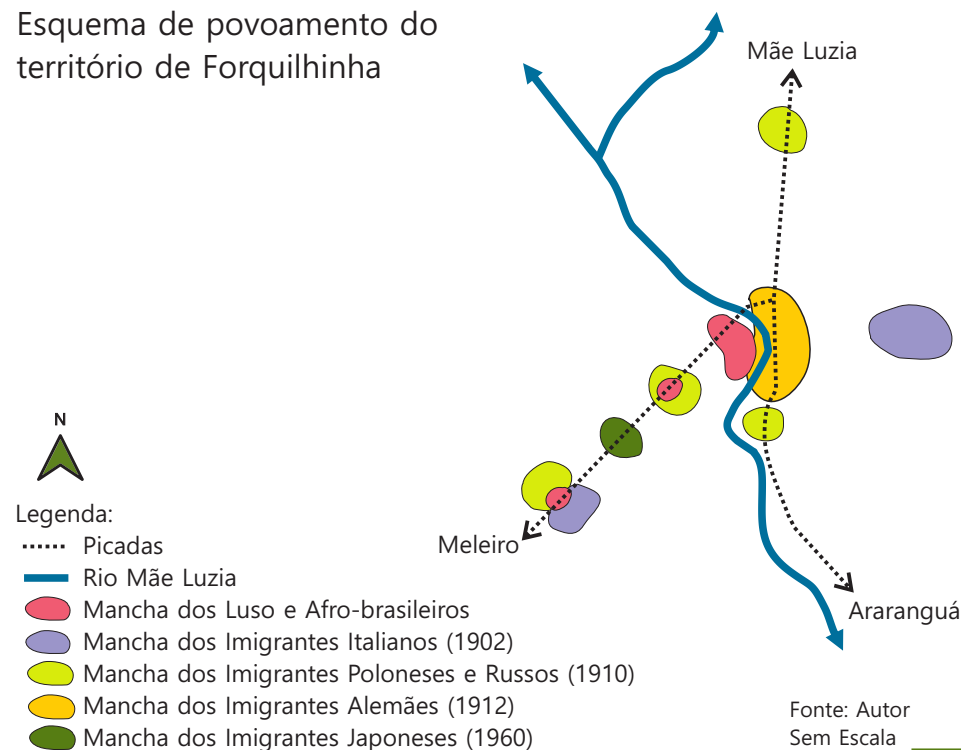 Esquema de povoamento do
território de Forquilhinha
Mãe Luzia
N
Legenda:
Picadas
Meleiro
Rio Mãe Luzia
Mancha dos Luso e Afro-brasileiros
Araranguá
Mancha dos Imigrantes Italianos (1902)
Mancha dos Imigrantes Poloneses e Russos (1910)
Mancha dos Imigrantes Alemães (1912)
Mancha dos Imigrantes Japoneses (1960)
Fonte: Autor
Sem Escala